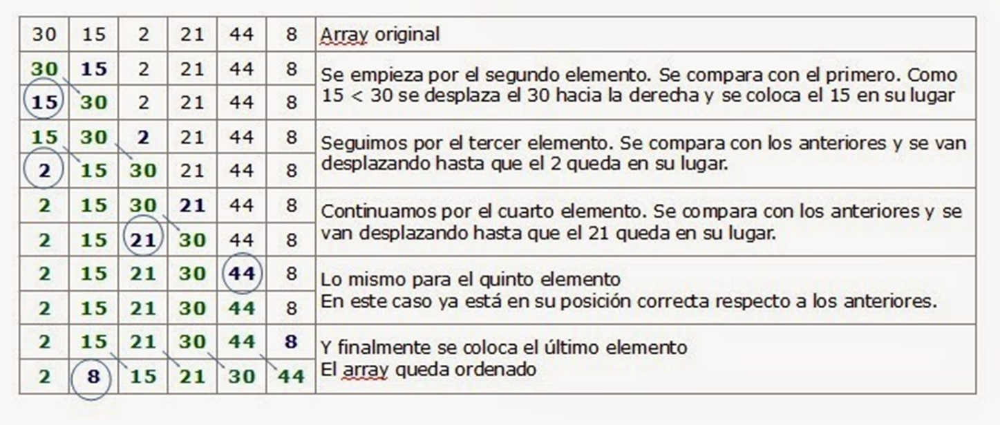 30 15 2 21 44 8 Array original
30 15 2 21 44 8
Se empieza por el segundo elemento. Se compara con el primero. Como
15 < 30 se desplaza el 30 hacia la derecha y se coloca el 15 en su lugar
15 30 2 21 44 8
15 30 2 21 44 8
Seguimos por el tercer elemento. Se compara con los anteriores y se van
desplazando hasta que el 2 queda en su lugar.
2 15 30 21 44 8
2 15 30 21 44 8
Continuamos por el cuarto elemento. Se compara con los anteriores y se
van desplazando hasta que el 21 queda en su lugar.
2 15 21 30 44 8
2 15 21 30 44 8
Lo mismo para el quinto elemento
En este caso ya está en su posición correcta respecto a los anteriores.
2 15 21 30 44 8
2 15 21 30 44 8
Y finalmente se coloca el último elemento
El array queda ordenado
2 8 15 21 30 44